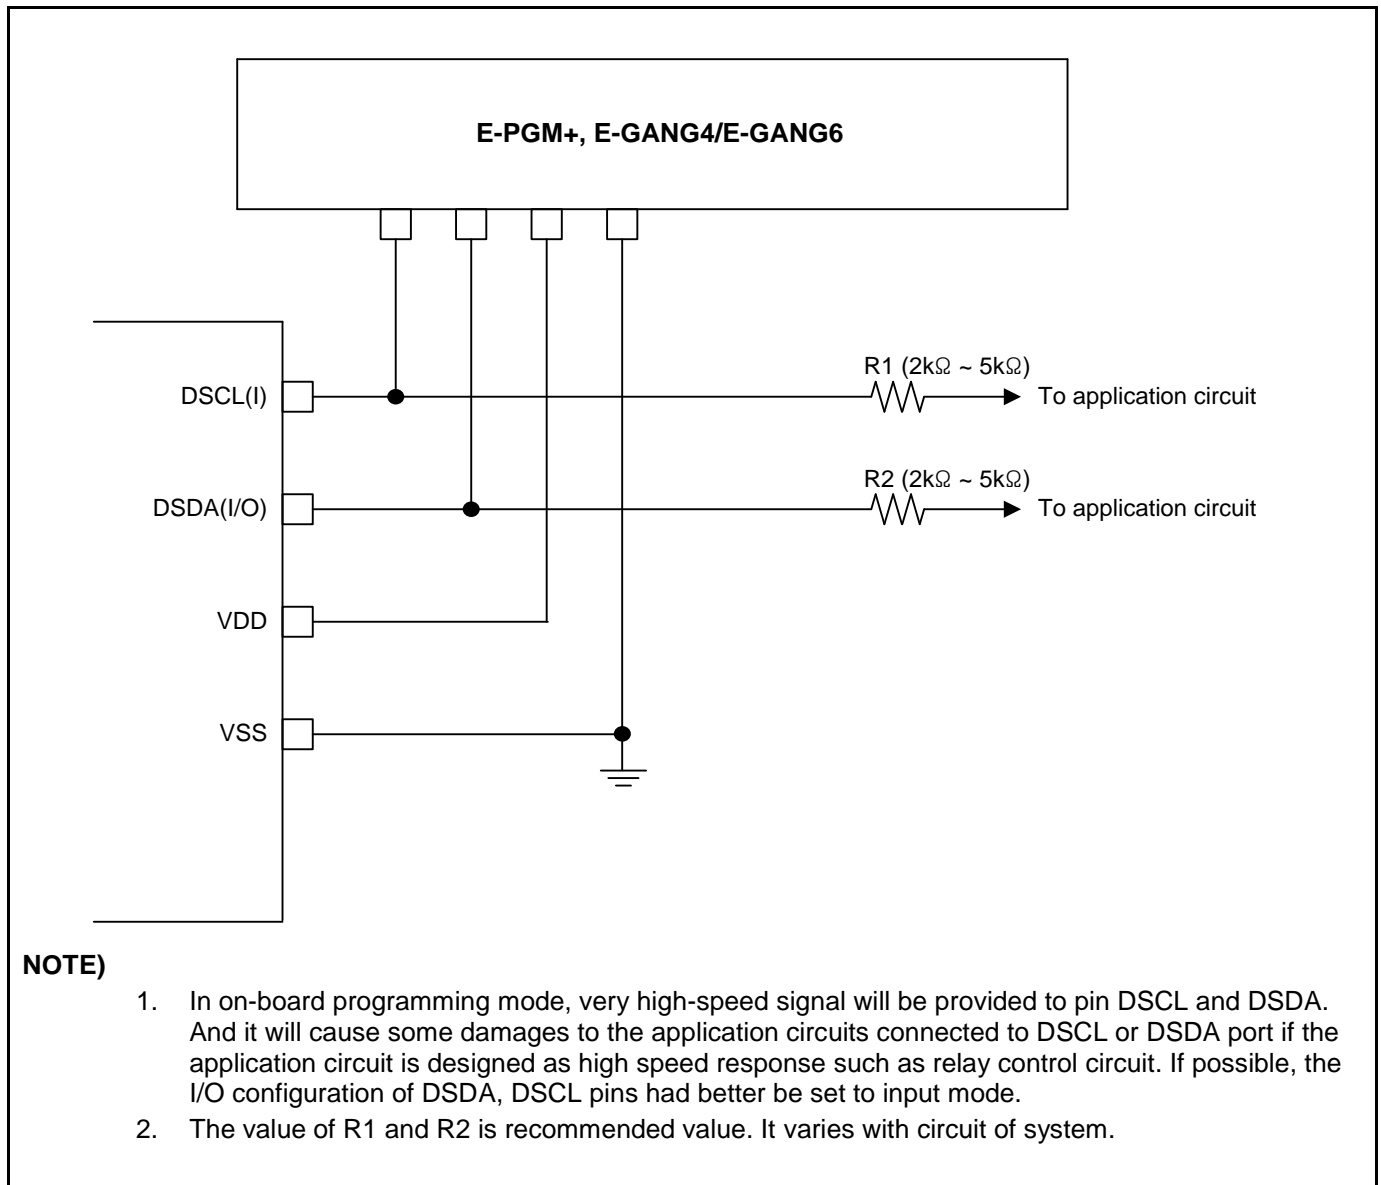 E-PGM+, E-GANG4/E-GANG6
R1 (2kΩ ~ 5kΩ)
DSCL(I)
To application circuit
R2 (2kΩ ~ 5kΩ)
DSDA(I/O)
To application circuit
VDD
VSS
NOTE)
1. In on-board programming mode, very high-speed signal will be provided to pin DSCL and DSDA.
And it will cause some damages to the application circuits connected to DSCL or DSDA port if the
application circuit is designed as high speed response such as relay control circuit. If possible, the
I/O configuration of DSDA, DSCL pins had better be set to input mode.
2. The value of R1 and R2 is recommended value. It varies with circuit of system.